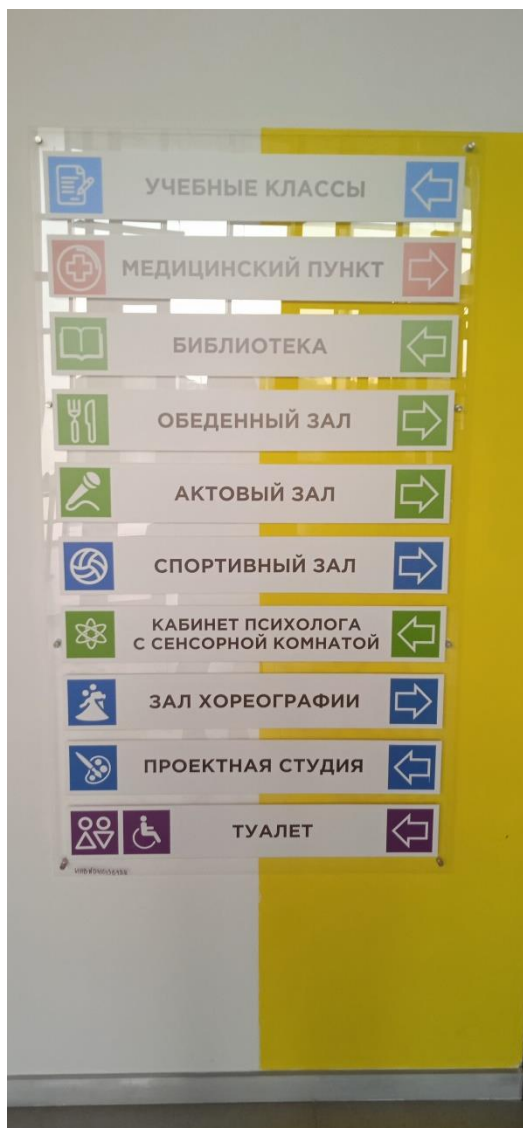 УЧЕБНЫЕ КЛАССЫ
МЕДИЦИНСКИЙ ПУНКТ
БИБЛИОТЕКА
ОБЕДЕННЫЙ ЗАЛ
АКТОВЫЙ ЗАЛ
СПОРТИВНЫЙ ЗАЛ
КАБИНЕТ ПСИХОЛОГА
С СЕНСОРНОЙ КОМНАТОЙ
ЗАЛ ХОРЕОГРАФИИ
ПРОЕКТНАЯ СТУДИЯ
ТУАЛЕТ